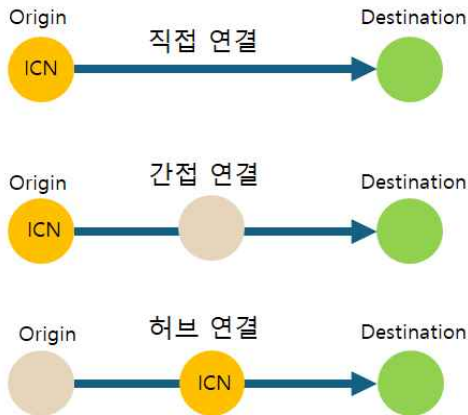 Origin
Destination
직접 연결
ICN
간접 연결
Origin
Destination
ICN
허브 연결
Origin
Destination
ICN